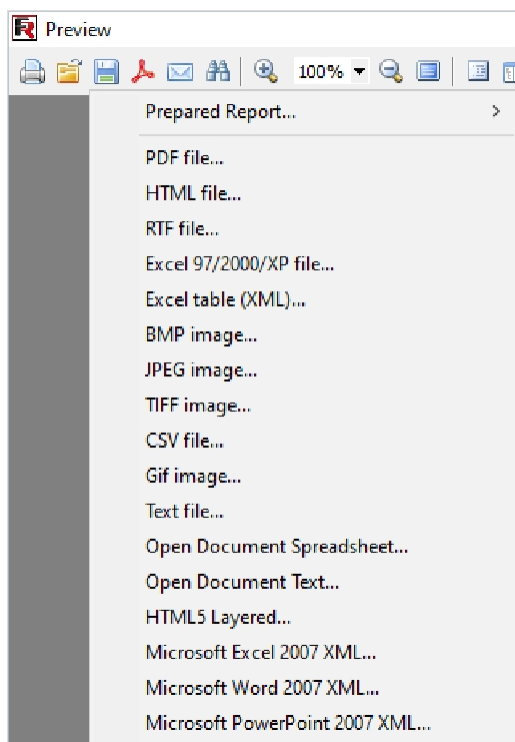 Preview
100%
Prepared Report...
PDF file...
HTML file...
RTF file...
Excel 97/2000/XP file...
Excel table (XML)...
BMP image...
JPEG image...
TIFF image...
CSV file...
Gif image...
Text file...
Open Document Spreadsheet...
Open Document Text...
HTML5 Layered...
Microsoft Excel 2007 XML...
Microsoft Word 2007 XML...
Microsoft PowerPoint 2007 XML...